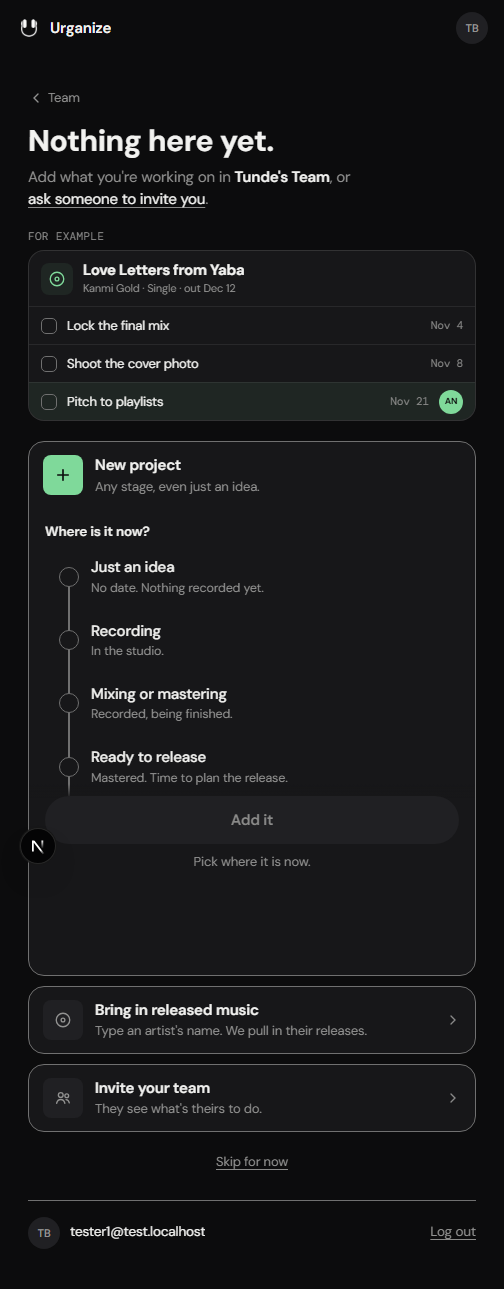 Urganize
TB
Team
Nothing here yet.
Add what you're working on in Tunde's Team, or
ask someone to invite you.
FOR EXAMPLE
Love Letters from Yaba
Kanmi Gold · Single · out Dec 12
Lock the final mix Nov 4
Shoot the cover photo Nov 8
Pitch to playlists Nov 21 AN
New project
Any stage, even just an idea.
Where is it now?
Just an idea
No date. Nothing recorded yet.
Recording
In the studio.
Mixing or mastering
Recorded, being finished.
Ready to release
Mastered. Time to plan the release.
Add it
N
Pick where it is now.
Bring in released music
Type an artist's name. We pull in their releases.
Invite your team
They see what's theirs to do.
Skip for now
TB tester1@test.localhost Log out